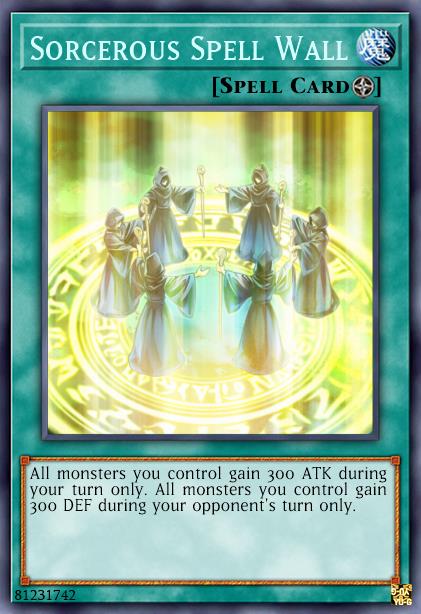 Sorcerous Spell Wall 魔
[Spell Card]
All monsters you control gain 300 ATK during
your turn only. All monsters you control gain
300 DEF during your opponent's turn only.
81231742